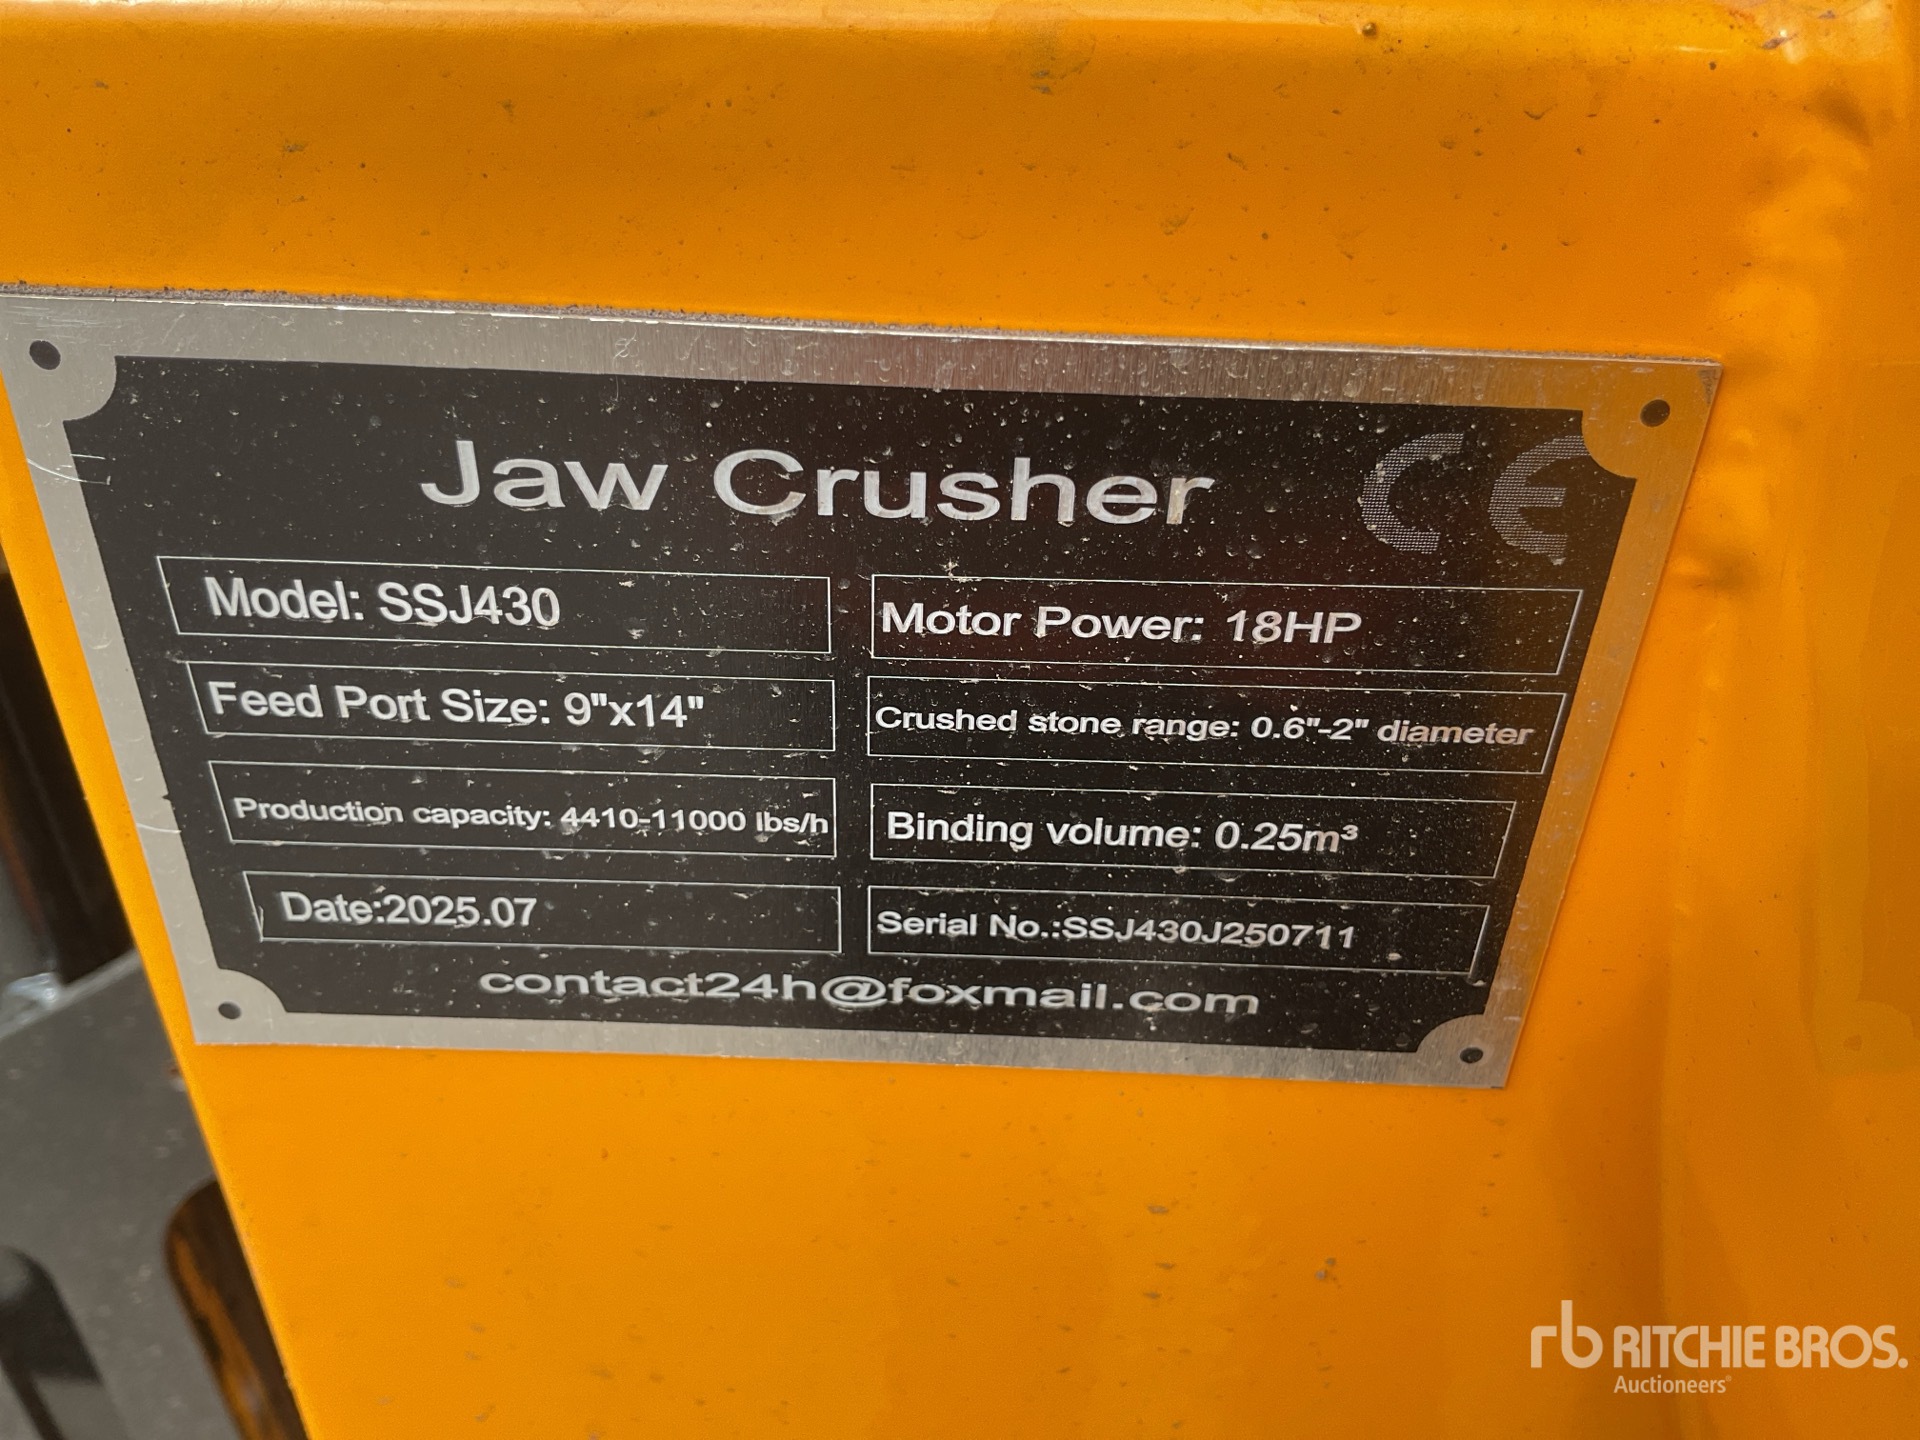 Jaw Crusher CE
Model: SSJ430
Motor Power: 18HP
Feed Port Size: 9"x14"
Crushed stone range: 0.6"-2" diameter
Production capacity: 4410-11000 lbs/h
Binding volume: 0.25m³
Date:2025.07
Serial No.:SSJ430J250711
contact24h@foxmail.com
rb RITCHIE BROS.
Auctioneers®